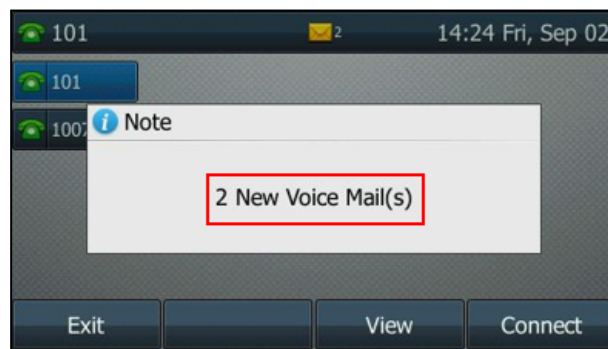 101 2 14:24 Fri, Sep 02
101
1007
Note
2 New Voice Mail(s)
Exit View Connect